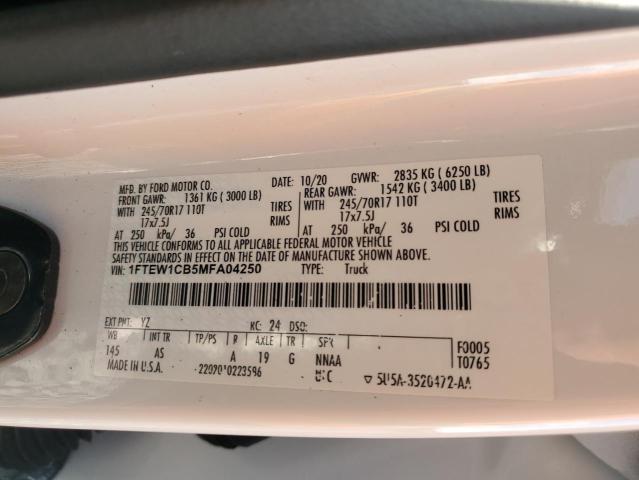 MFD. BY FORD MOTOR CO. 10/20 GVWR: 2835 KG ( 6250 LB)
FRONT GAWR: 1361 KG ( 3000 LB) REAR GAWR: 1542 KG ( 3400 LB)
WITH 245/70R17 110T TIRES WITH 245/70R17 110T TIRES
17x7.5J RIMS 17x7.5J RIMS
AT 250 kPa/ 36 PSI COLD AT 250 kPa/ 36 PSI COLD
THIS VEHICLE CONFORMS TO ALL APPLICABLE FEDERAL MOTOR VEHICLE
SAFETY STANDARDS IN EFFECT ON THE DATE OF MANUFACTURE SHOWN ABOVE.
VIN: 1FTEW1CB5MFA04250 TYPE: Truck
EXT PNT: YZ RC: 24 DSO:
WB INT TR TP/PS R AXLE TR SPR F0005
145 AS A 19 G NNAA T0765
MADE IN U.S.A.